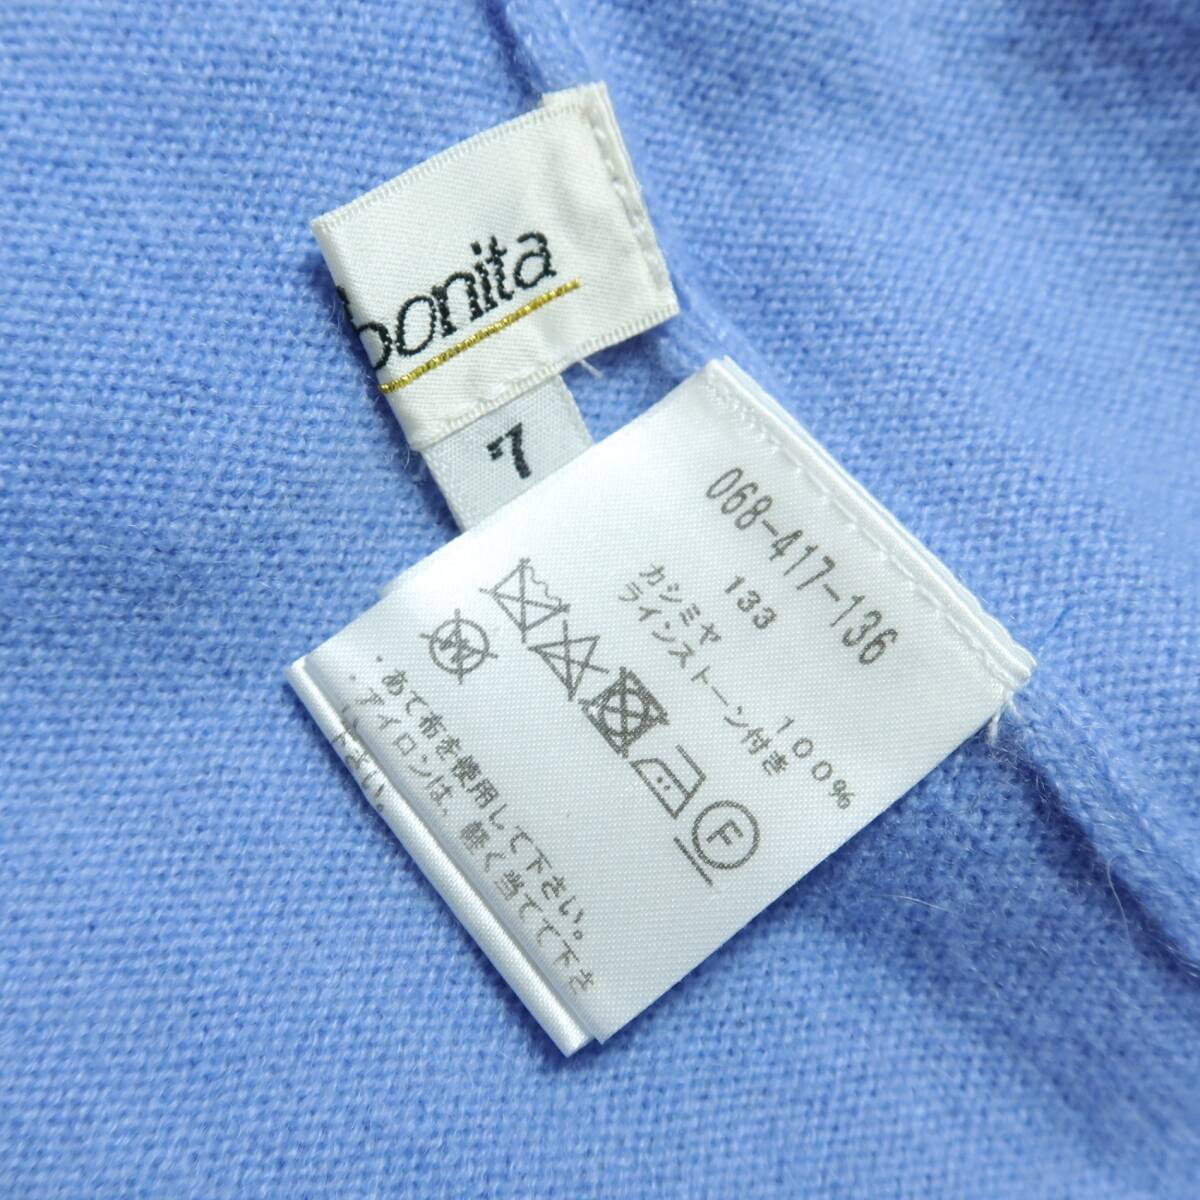 bonita
7
068-417-136
133
カシミヤ 100%
ラインストーン付き
F
・あて布を使用して下さい。
・アイロンは、軽く当てて下さ
い。